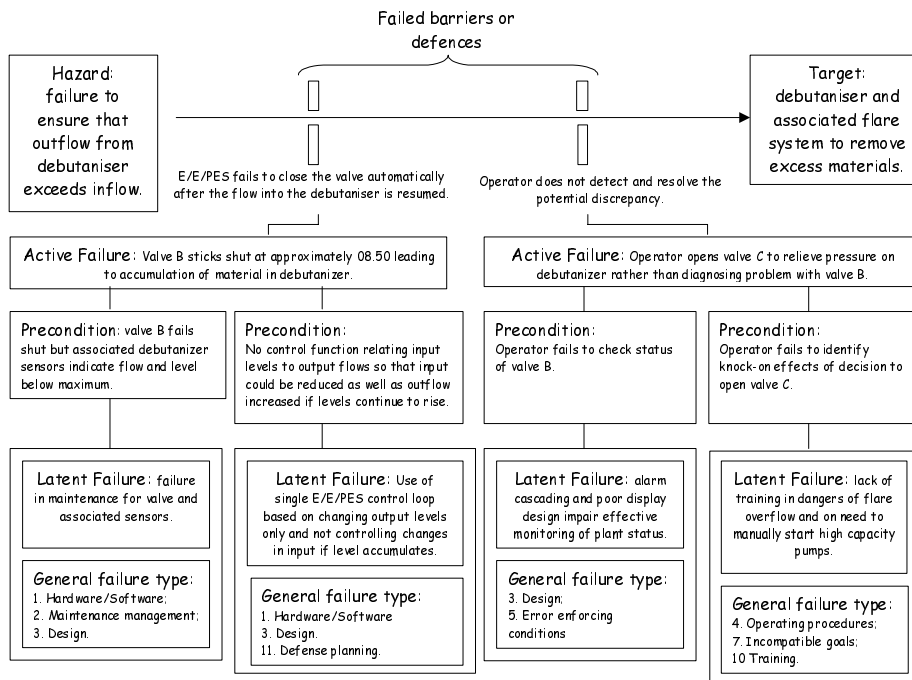 Failed barriers or
defences
Hazard:
failure to
ensure that
outflow from
debutaniser
exceeds inflow.
Target:
debutaniser and
associated flare
system to remove
excess materials.
E/E/PES fails to close the valve automatically
after the flow into the debutaniser is resumed.
Operator does not detect and resolve the
potential discrepancy.
Active Failure: Valve B sticks shut at approximately 08.50 leading
to accumulation of material in debutanizer.
Active Failure: Operator opens valve C to relieve pressure on
debutanizer rather than diagnosing problem with valve B.
Precondition: valve B fails
shut but associated debutanizer
sensors indicate flow and level
below maximum.
Precondition:
No control function relating input
levels to output flows so that input
could be reduced as well as outflow
increased if levels continue to rise.
Precondition:
Operator fails to check status
of valve B.
Precondition:
Operator fails to identify
knock-on effects of decision to
open valve C.
Latent Failure: failure
in maintenance for valve and
associated sensors.
General failure type:
1. Hardware/Software;
2. Maintenance management;
3. Design.
Latent Failure: Use of
single E/E/PES control loop
based on changing output levels
only and not controlling changes
in input if level accumulates.
General failure type:
1. Hardware/Software
3. Design.
11. Defense planning.
Latent Failure: alarm
cascading and poor display
design impair effective
monitoring of plant status.
General failure type:
3. Design;
5. Error enforcing
conditions
Latent Failure: lack of
training in dangers of flare
overflow and on need to
manually start high capacity
pumps.
General failure type:
4. Operating procedures;
7. Incompatible goals;
10 Training.